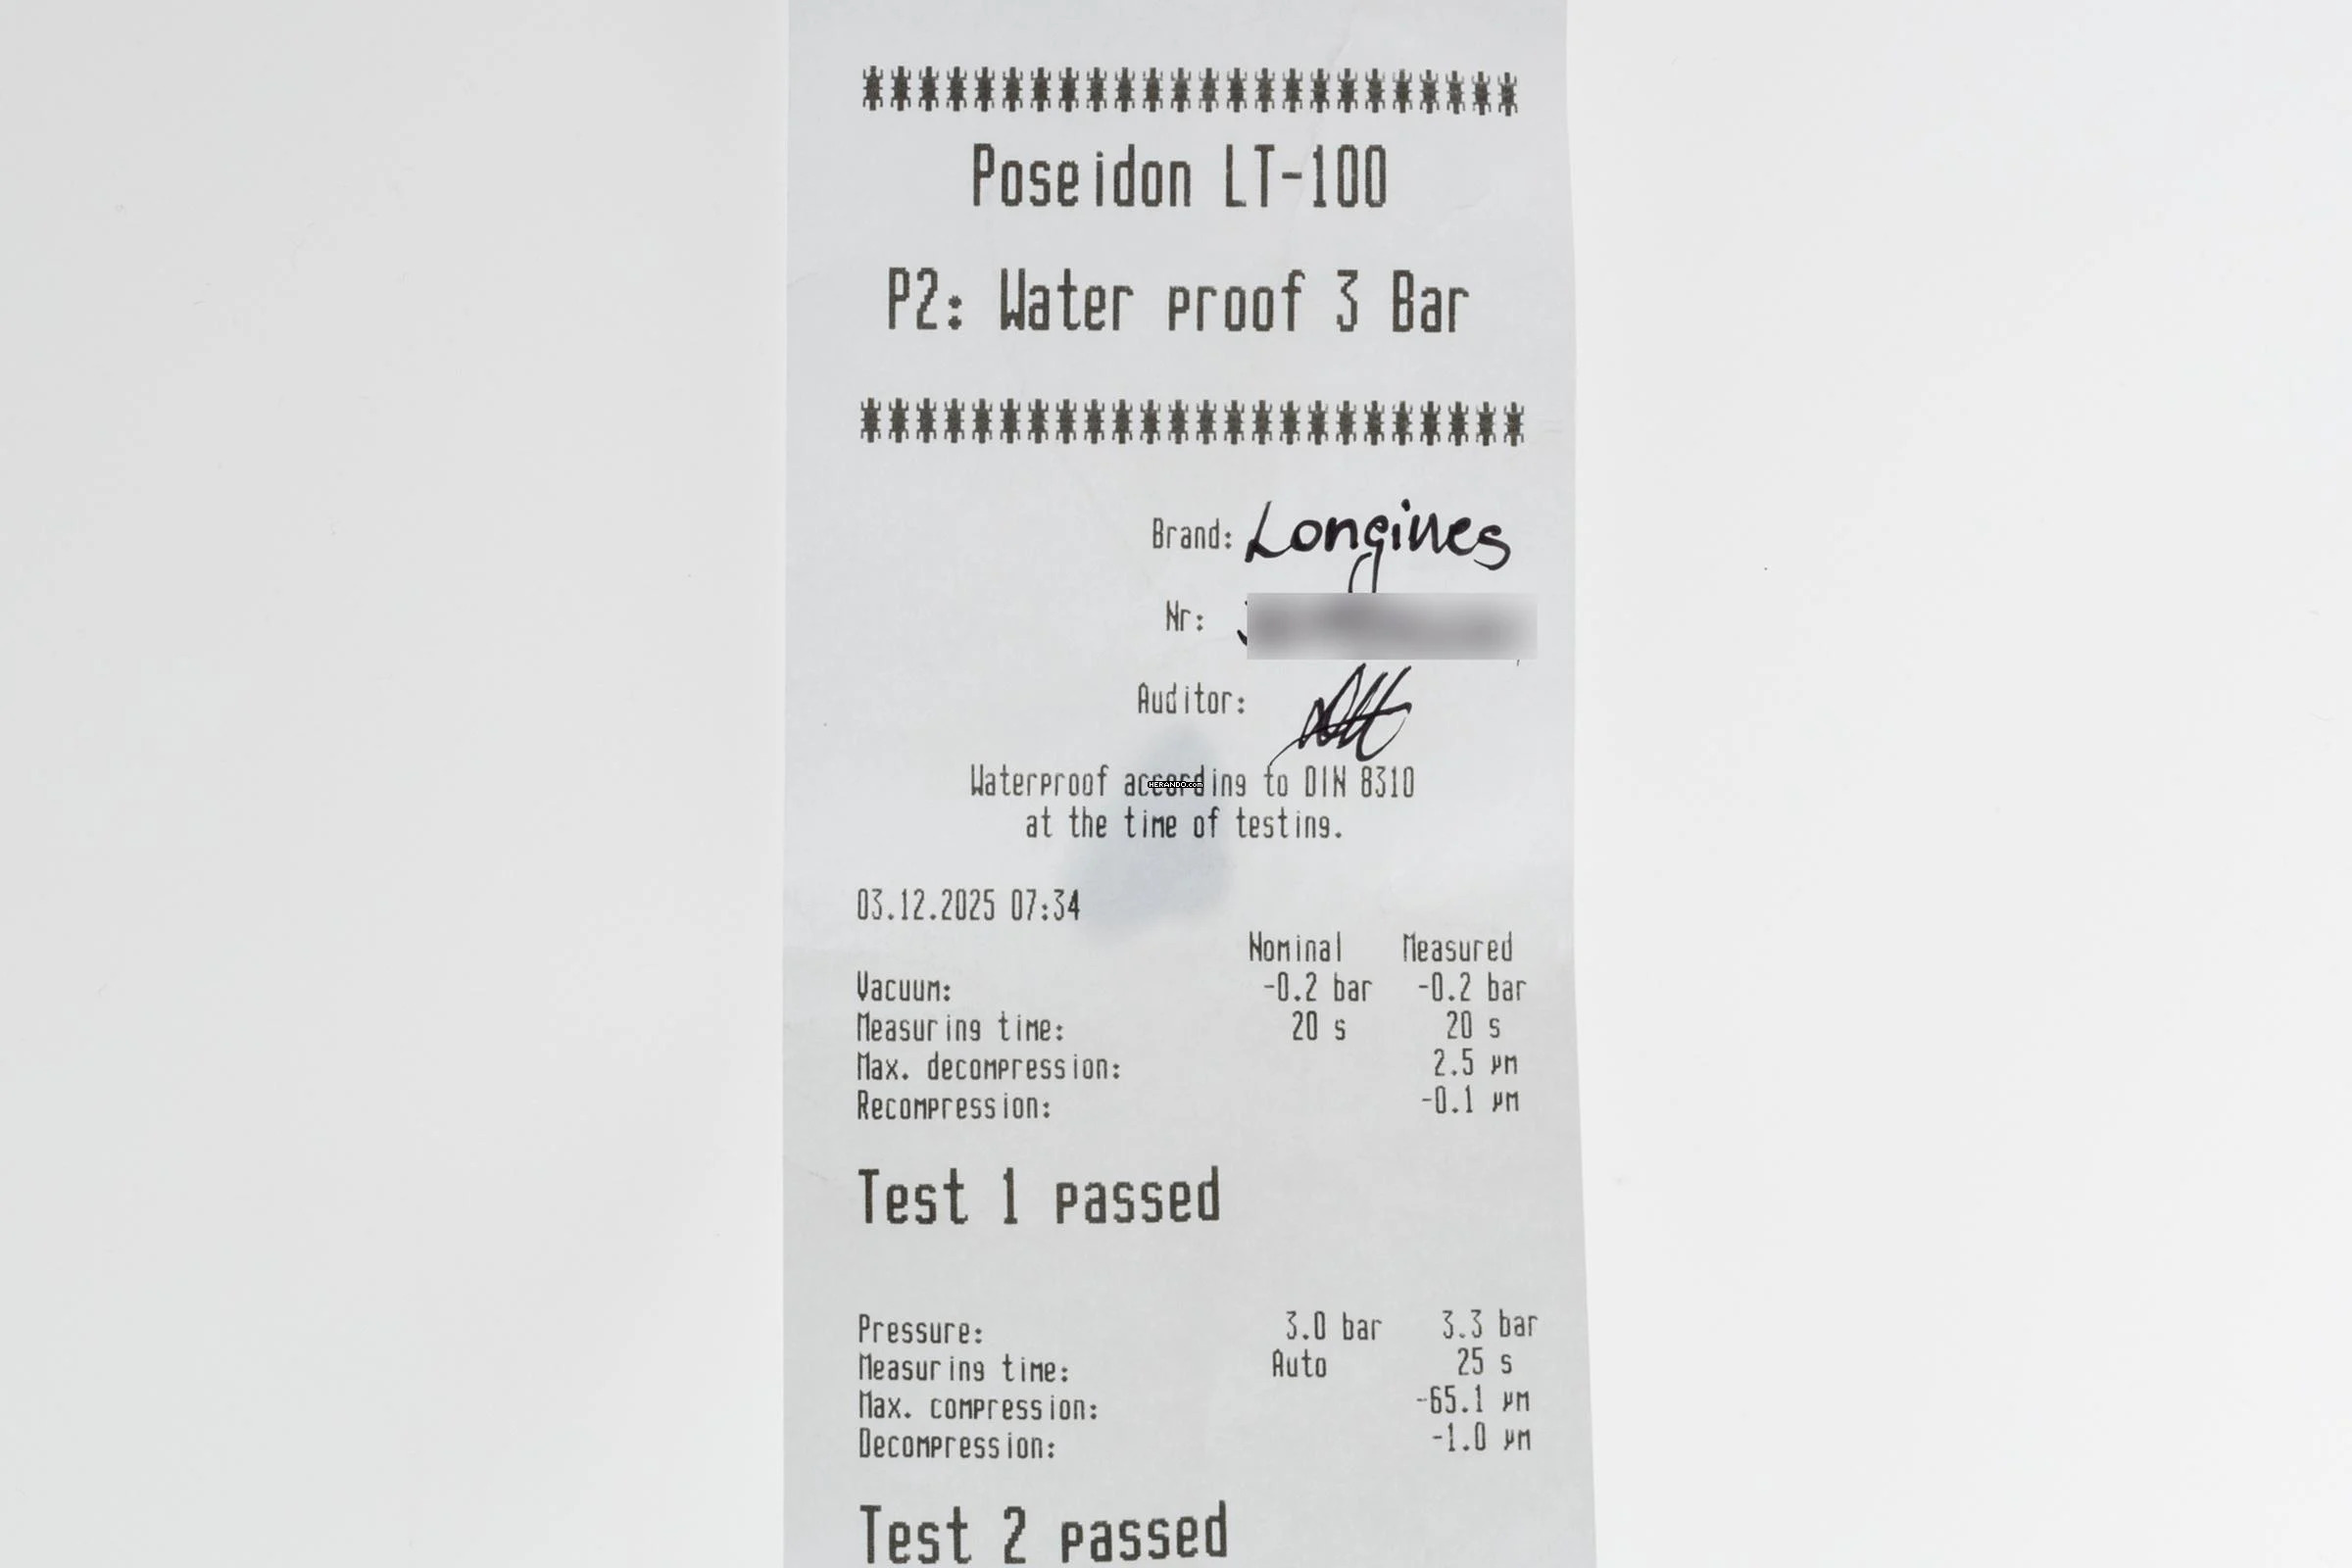 ************************
Poseidon LT-100
P2: Water proof 3 Bar
************************
Brand: Longines
Nr:
Auditor:
Waterproof according to DIN 8310
at the time of testing.
HERANDO.com
03.12.2025 07:34
Nominal Measured
Vacuum: -0.2 bar -0.2 bar
Measuring time: 20 s 20 s
Max. decompression: 2.5 µm
Recompression: -0.1 µm
Test 1 passed
Pressure: 3.0 bar 3.3 bar
Measuring time: Auto 25 s
Max. compression: -65.1 µm
Decompression: -1.0 µm
Test 2 passed